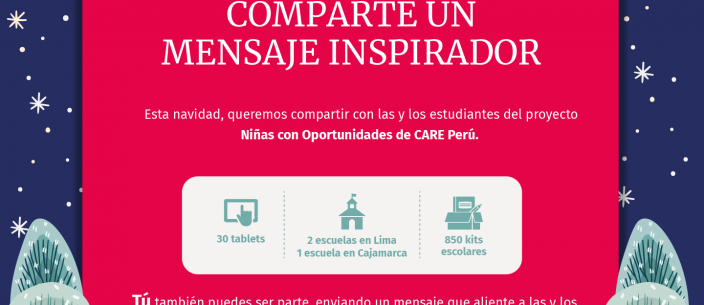 COMPARTE UN
MENSAJE INSPIRADOR
Esta navidad, queremos compartir con las y los estudiantes del proyecto
Niñas con Oportunidades de CARE Perú.
30 tablets
2 escuelas en Lima
1 escuela en Cajamarca
850 kits
escolares
Tú también puedes ser parte, enviando un mensaje que aliente a las y los